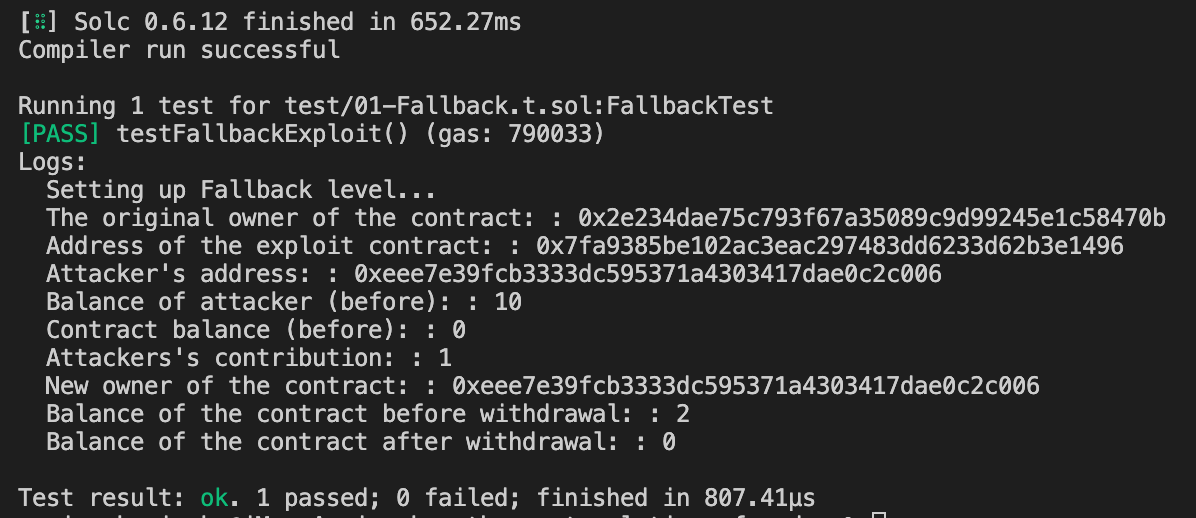 [⠿] Solc 0.6.12 finished in 652.27ms
Compiler run successful
Running 1 test for test/01-Fallback.t.sol:FallbackTest
[PASS] testFallbackExploit() (gas: 790033)
Logs:
Setting up Fallback level...
The original owner of the contract: : 0x2e234dae75c793f67a35089c9d99245e1c58470b
Address of the exploit contract: : 0x7fa9385be102ac3eac297483dd6233d62b3e1496
Attacker's address: : 0xeee7e39fcb3333dc595371a4303417dae0c2c006
Balance of attacker (before): : 10
Contract balance (before): : 0
Attackers's contribution: : 1
New owner of the contract: : 0xeee7e39fcb3333dc595371a4303417dae0c2c006
Balance of the contract before withdrawal: : 2
Balance of the contract after withdrawal: : 0
Test result: ok. 1 passed; 0 failed; finished in 807.41µs